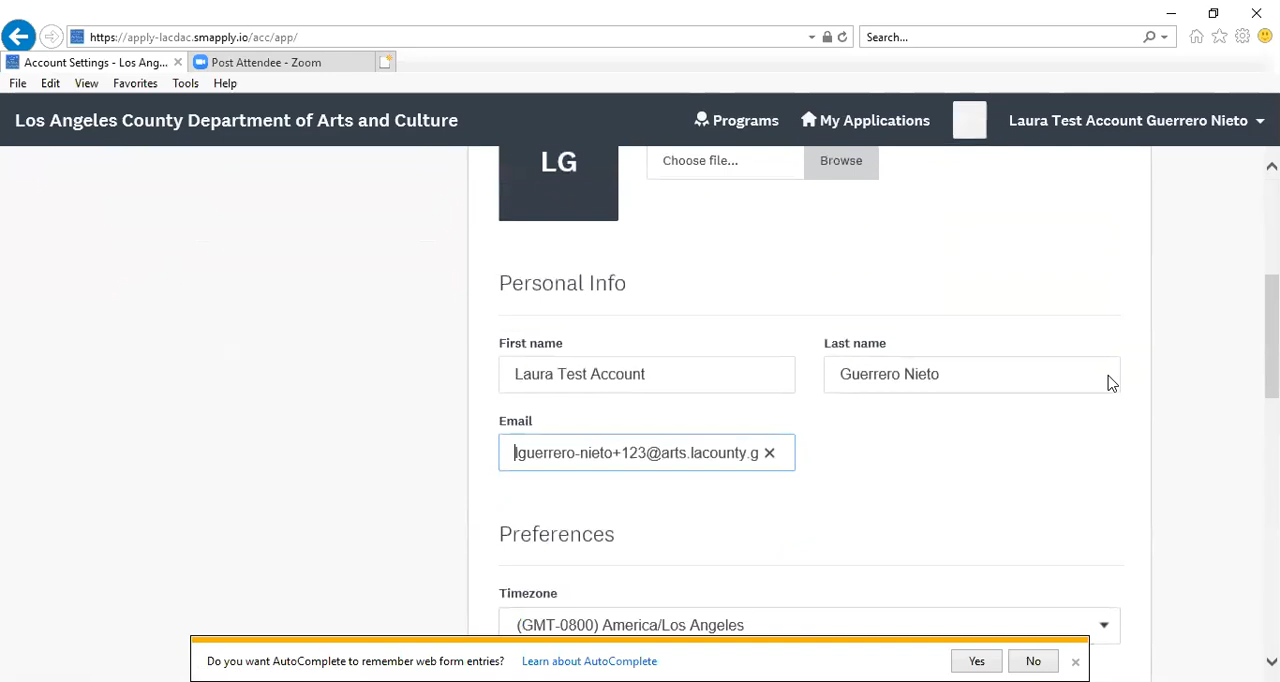 https://apply-lacdac.smapply.io/acc/app/
Search...
Account Settings - Los Ang...
Post Attendee - Zoom
File Edit View Favorites Tools Help
Los Angeles County Department of Arts and Culture
Programs
My Applications
Laura Test Account Guerrero Nieto
LG
Choose file...
Browse
Personal Info
First name
Last name
Laura Test Account
Guerrero Nieto
Email
lguerrero-nieto+123@arts.lacounty.g
Preferences
Timezone
(GMT-0800) America/Los Angeles
Do you want AutoComplete to remember web form entries? Learn about AutoComplete
Yes
No